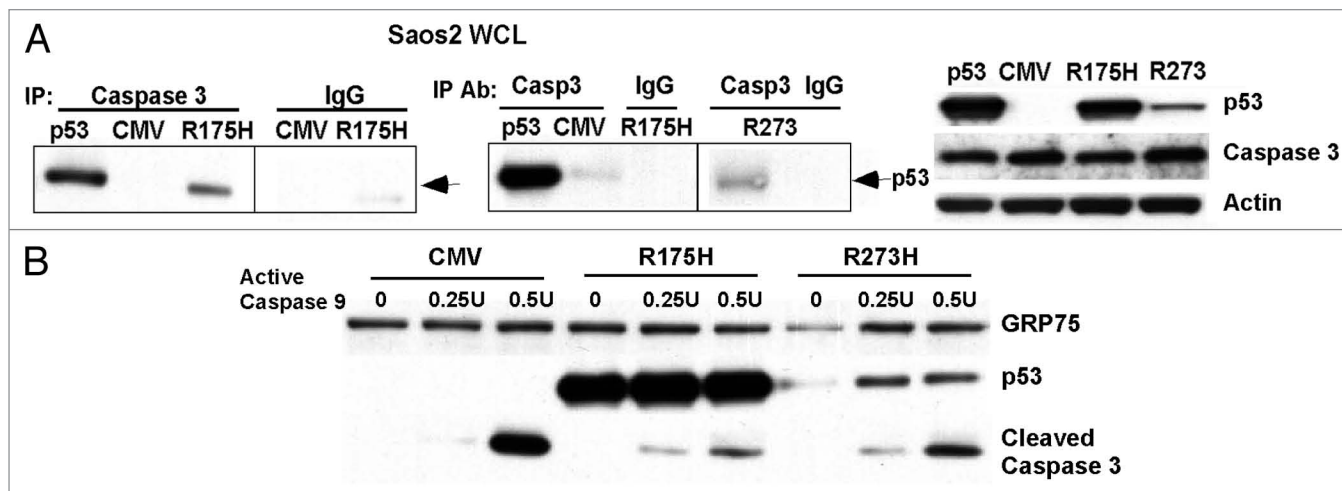 A
Saos2 WCL
IP: Caspase 3 IgG
p53 CMV R175H CMV R175H
IP Ab: Casp3 IgG Casp3 IgG
p53 CMV R175H R273
p53
p53 CMV R175H R273
p53
Caspase 3
Actin
B
CMV R175H R273H
Active
Caspase 9 0 0.25U 0.5U 0 0.25U 0.5U 0 0.25U 0.5U
GRP75
p53
Cleaved
Caspase 3